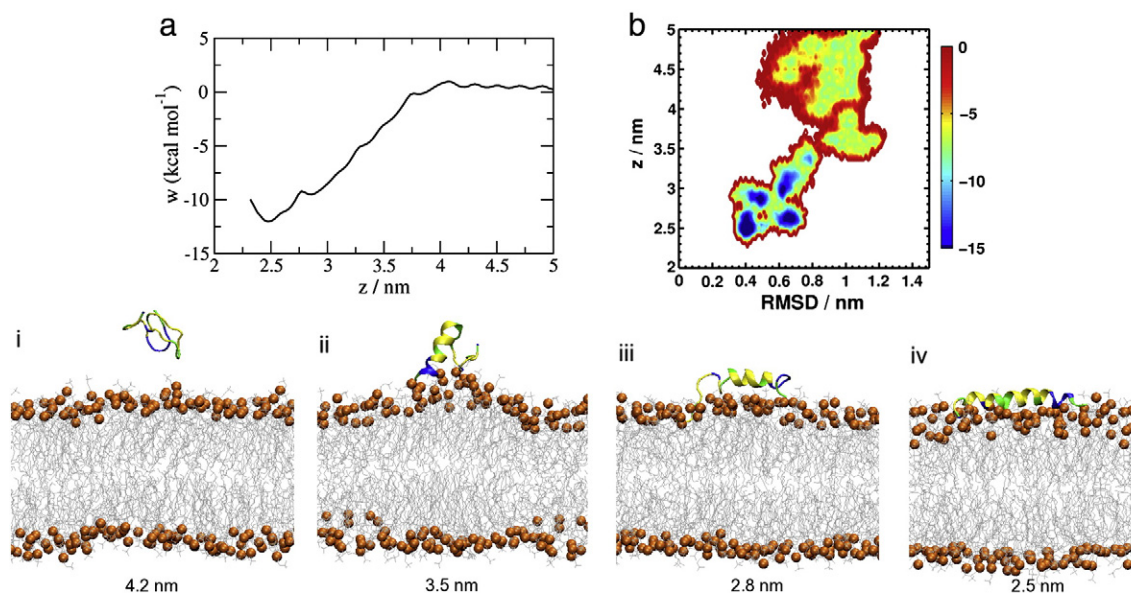 a
w (kcal mol⁻¹)
5
0
-5
-10
-15
2 2.5 3 3.5 4 4.5 5
z / nm
b
z / nm
5
4.5
4
3.5
3
2.5
2
0 0.2 0.4 0.6 0.8 1 1.2 1.4
RMSD / nm
0
−5
−10
−15
i
ii
iii
iv
4.2 nm
3.5 nm
2.8 nm
2.5 nm